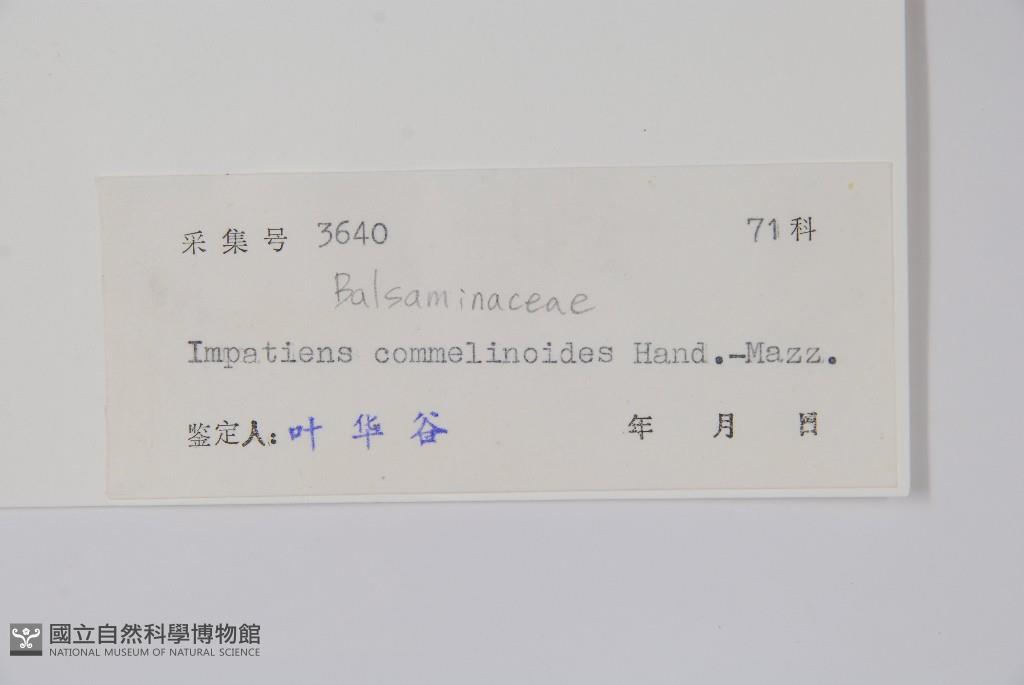 采集号 3640 71科
Balsaminaceae
Impatiens commelinoides Hand.-Mazz.
鉴定人:叶华谷 年 月 日
國立自然科學博物館
NATIONAL MUSEUM OF NATURAL SCIENCE